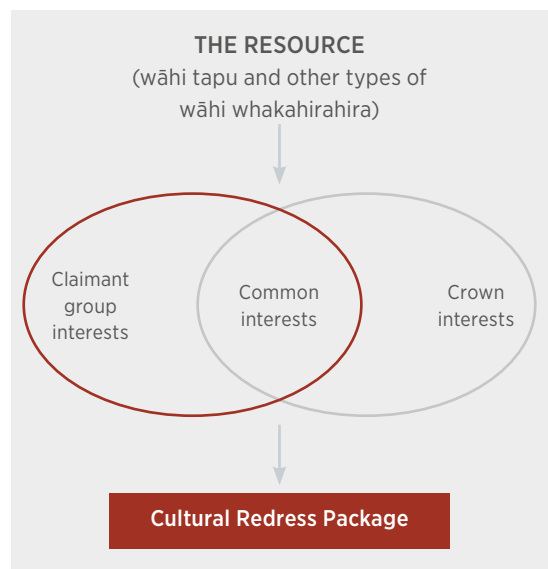 THE RESOURCE
(wāhi tapu and other types of
wāhi whakahirahira)
Claimant
group
interests
Common
interests
Crown
interests
Cultural Redress Package